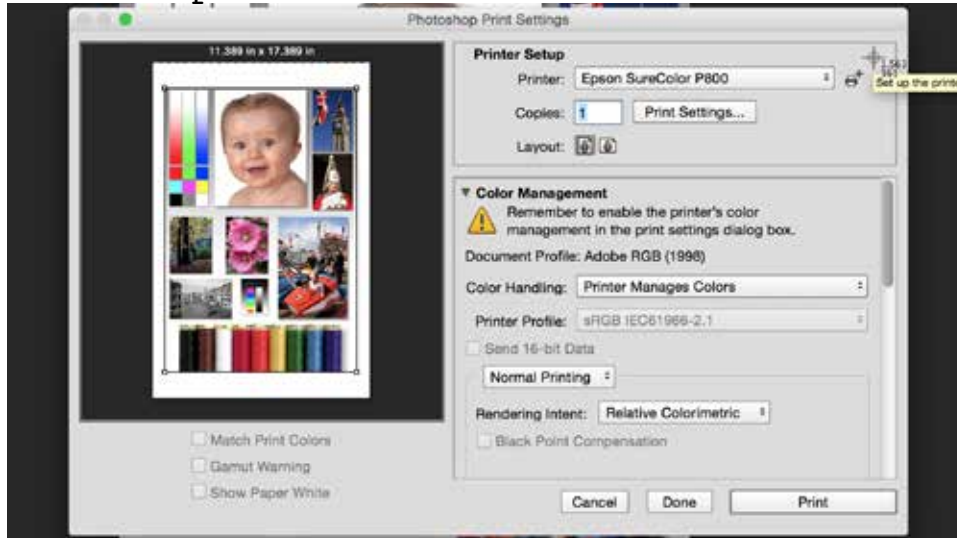 Photoshop Print Settings
11.389 in x 17.389 in
Printer Setup
Printer: Epson SureColor P800
Set up the printe
Copies: 1 Print Settings...
Layout:
Color Management
Remember to enable the printer's color
management in the print settings dialog box.
Document Profile: Adobe RGB (1998)
Color Handling: Printer Manages Colors
Printer Profile: sRGB IEC61966-2.1
Send 16-bit Data
Normal Printing
Rendering Intent: Relative Colorimetric
Black Point Compensation
Match Print Colors
Gamut Warning
Show Paper White
Cancel Done Print